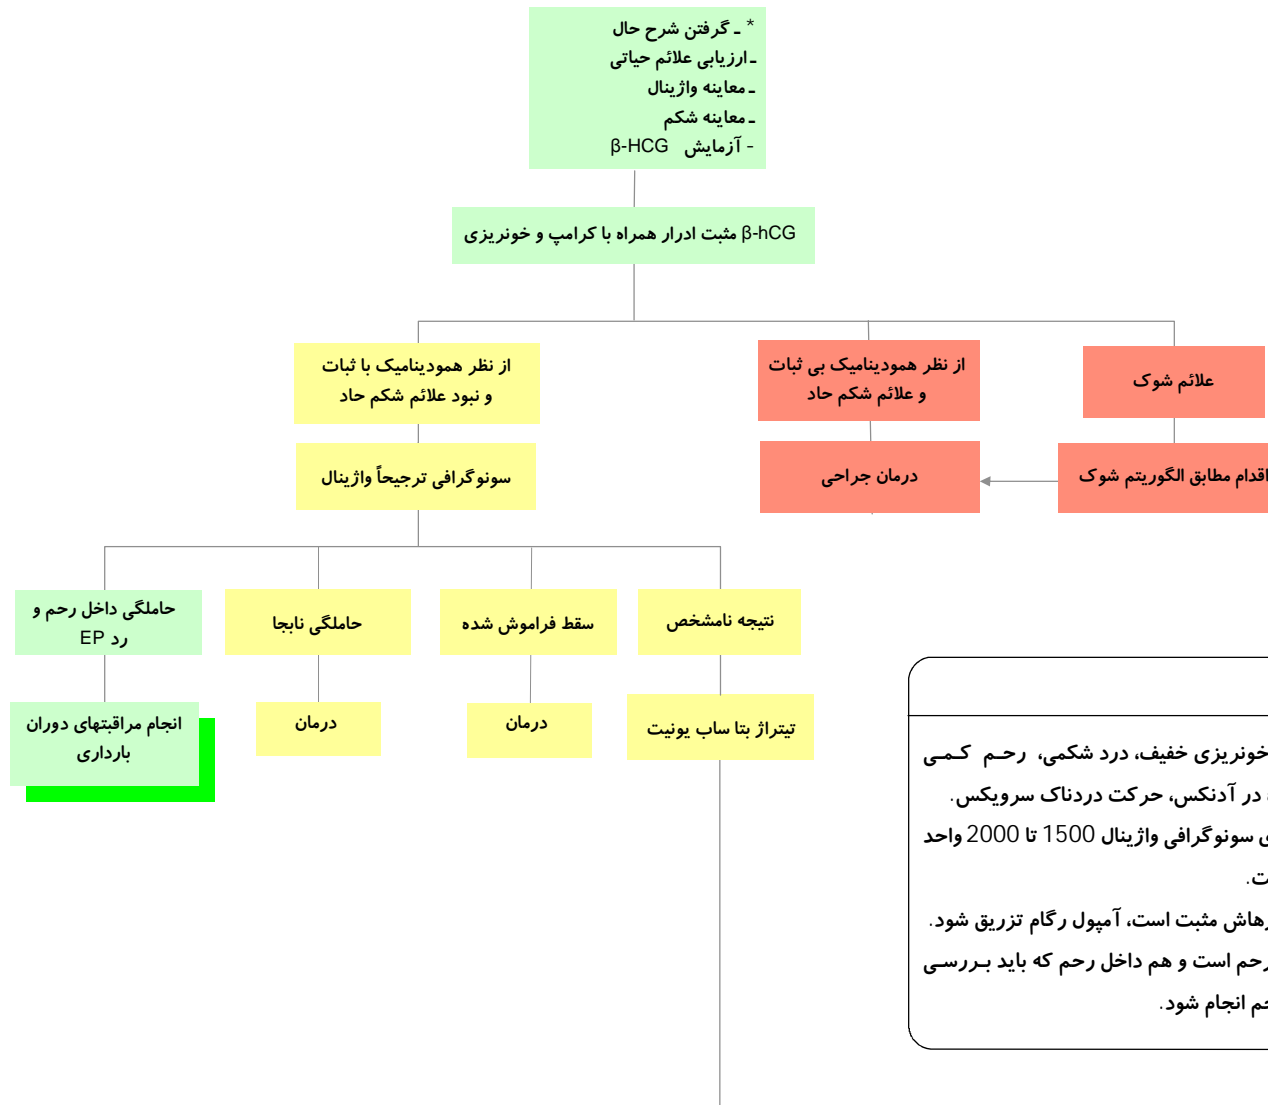 * ـ گرفتن شرح حال
ـ ارزیابی علائم حیاتی
ـ معاینه واژینال
ـ معاینه شکم
- آزمایش β-HCG
β-hCG مثبت ادرار همراه با کرامپ و خونریزی
علائم شوک
از نظر همودینامیک بی ثبات
و علائم شکم حاد
از نظر همودینامیک با ثبات
و نبود علائم شکم حاد
اقدام مطابق الگوریتم شوک
درمان جراحی
سونوگرافی ترجیحاً واژینال
نتیجه نامشخص
سقط فراموش شده
حاملگی نابجا
حاملگی داخل رحم و
رد EP
تیتراژ بتا ساب یونیت
درمان
درمان
انجام مراقبتهای دوران
بارداری
خونریزی خفیف، درد شکمی، رحـم کـمـی
در آدنکس، حرکت دردناک سرویکس.
سونوگرافی واژینال 1500 تا 2000 واحد
مثبت است، آمپول رگام تزریق شود.
رحم است و هم داخل رحم که باید بـررسی
انجام شود.